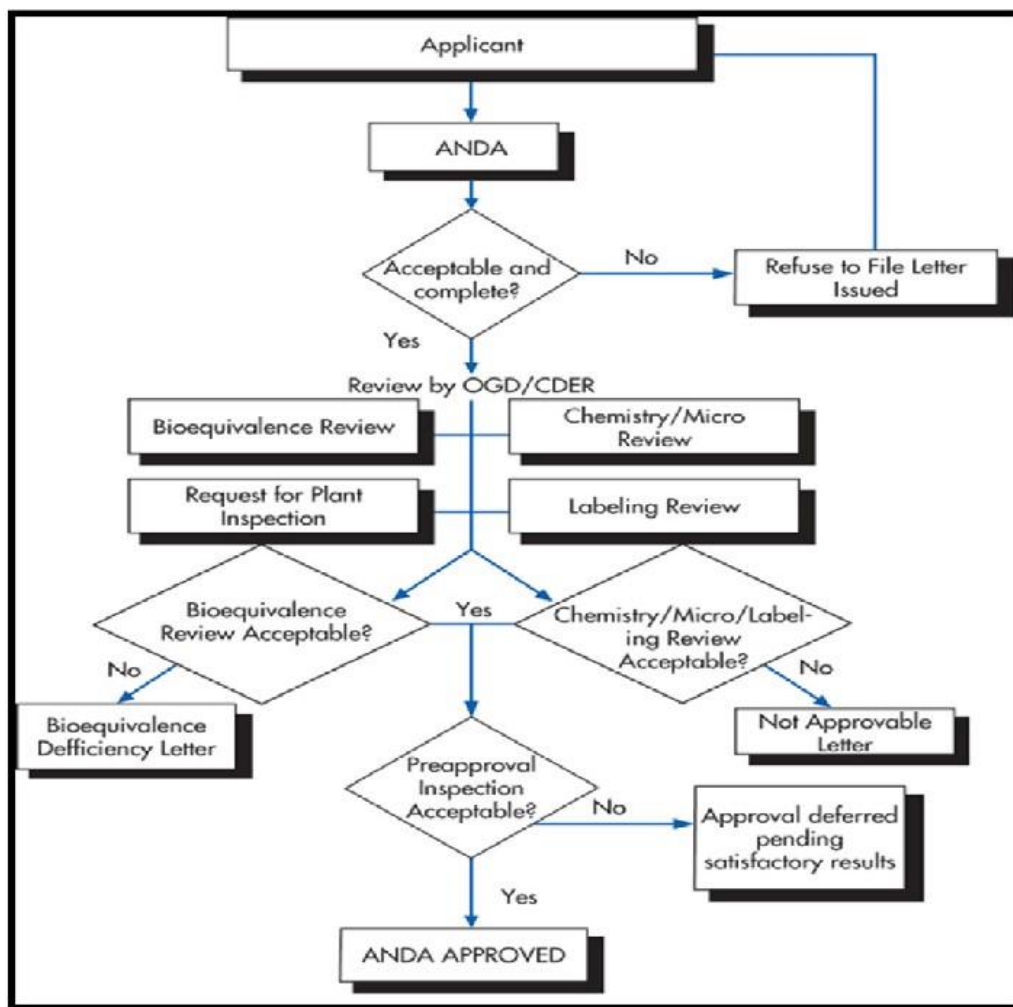 Applicant
ANDA
Acceptable and
complete?
No
Refuse to File Letter
Issued
Yes
Review by OGD/CDER
Bioequivalence Review
Chemistry/Micro
Review
Request for Plant
Inspection
Labeling Review
Bioequivalence
Review Acceptable?
Yes
Chemistry/Micro/Label-
ing Review
Acceptable?
No
No
Bioequivalence
Defficiency Letter
Not Approvable
Letter
Preapproval
Inspection
Acceptable?
No
Approval deferred
pending
satisfactory results
Yes
ANDA APPROVED